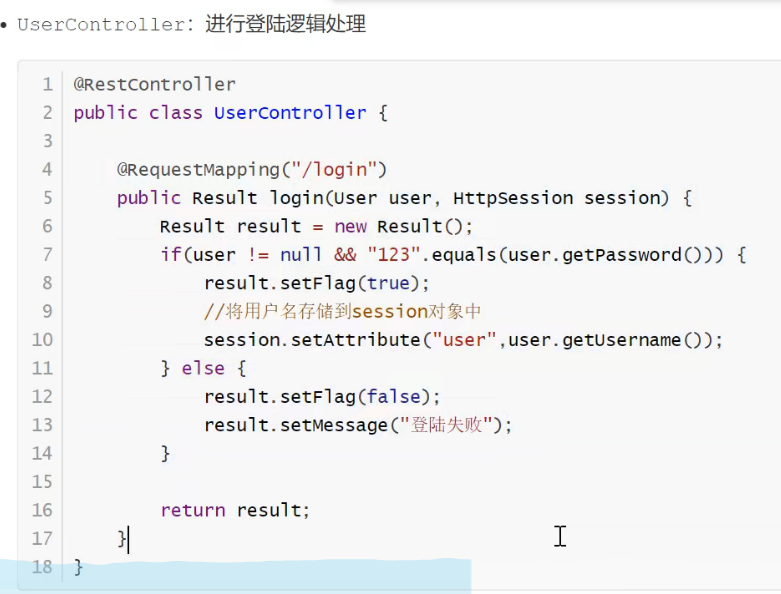 • UserController：进行登陆逻辑处理
1 @RestController
2 public class UserController {
3
4     @RequestMapping("/login")
5     public Result login(User user, HttpSession session) {
6         Result result = new Result();
7         if(user != null && "123".equals(user.getPassword())) {
8             result.setFlag(true);
9             //将用户名存储到session对象中
10             session.setAttribute("user",user.getUsername());
11         } else {
12             result.setFlag(false);
13             result.setMessage("登陆失败");
14         }
15
16         return result;
17     }
18 }